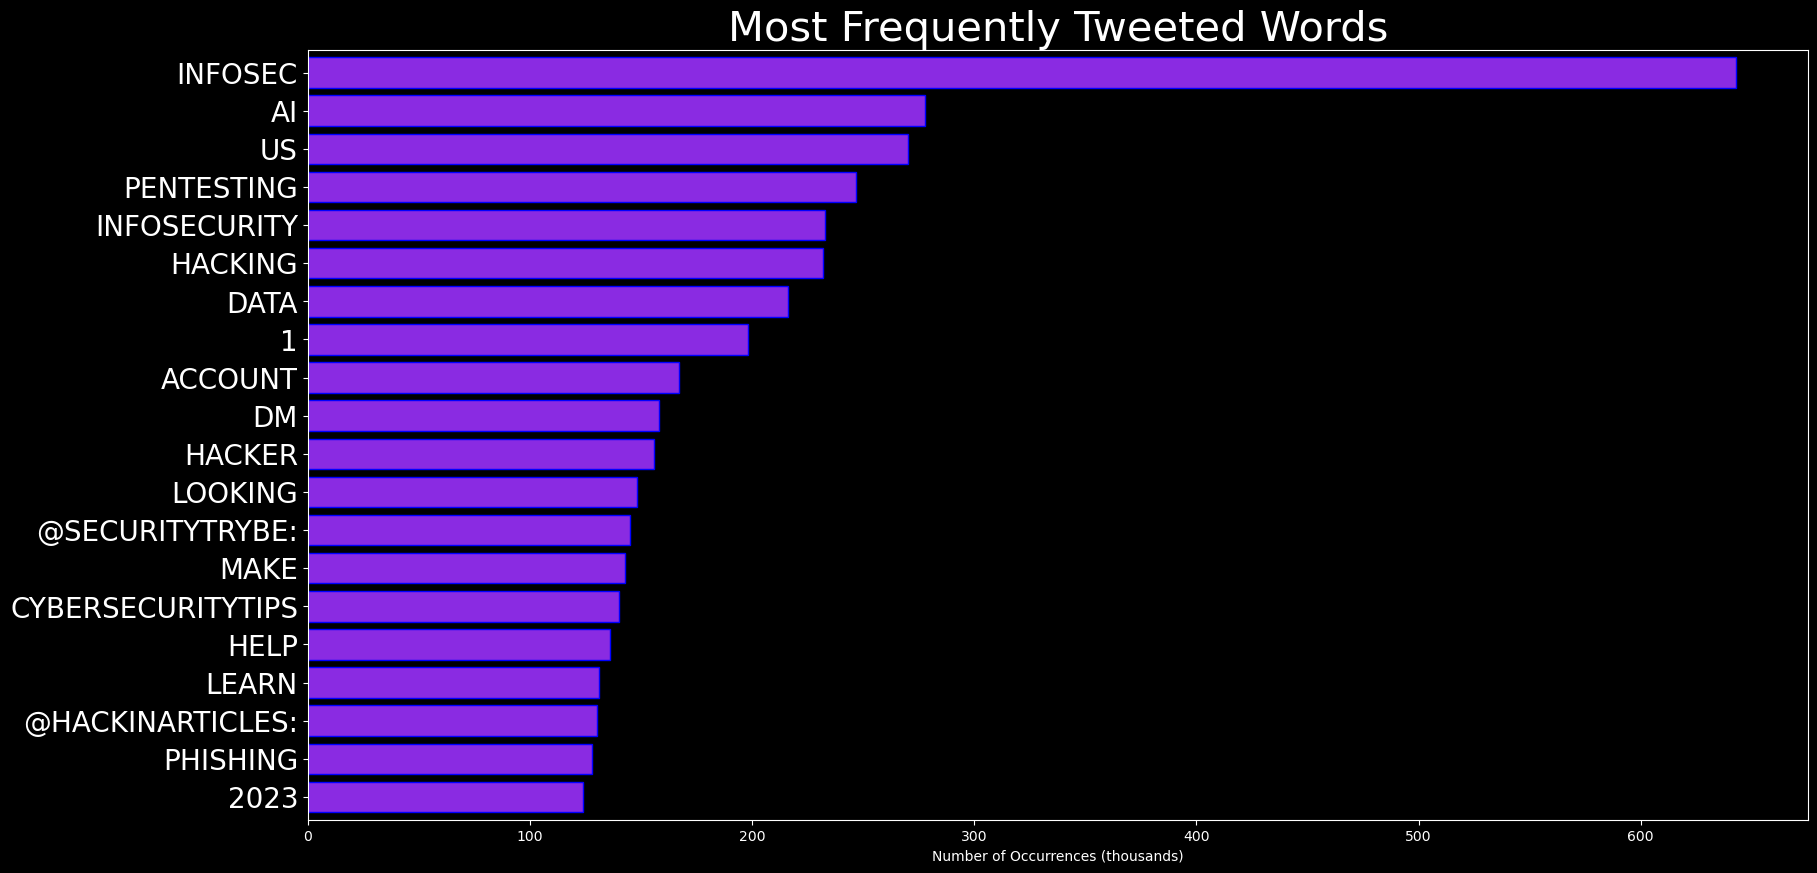 Most Frequently Tweeted Words
INFOSEC
AI
US
PENTESTING
INFOSECURITY
HACKING
DATA
1
ACCOUNT
DM
HACKER
LOOKING
@SECURITYTRYBE:
MAKE
CYBERSECURITYTIPS
HELP
LEARN
@HACKINARTICLES:
PHISHING
2023
0 100 200 300 400 500 600
Number of Occurrences (thousands)